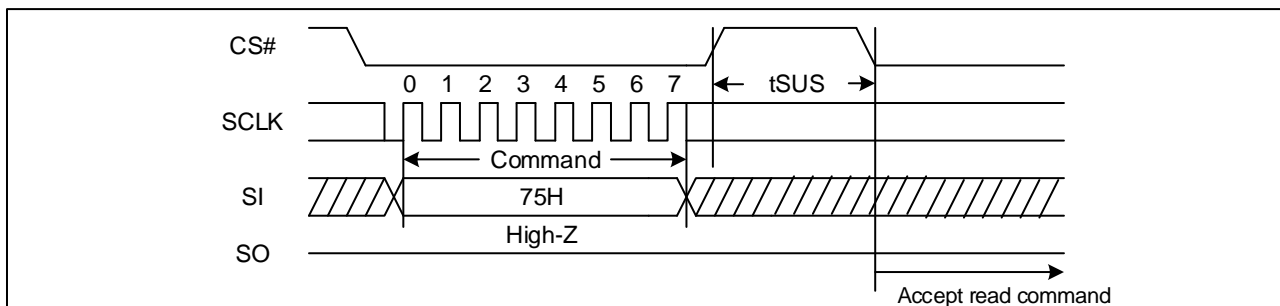 CS#
0 1 2 3 4 5 6 7
tSUS
SCLK
Command
SI
75H
High-Z
SO
Accept read command